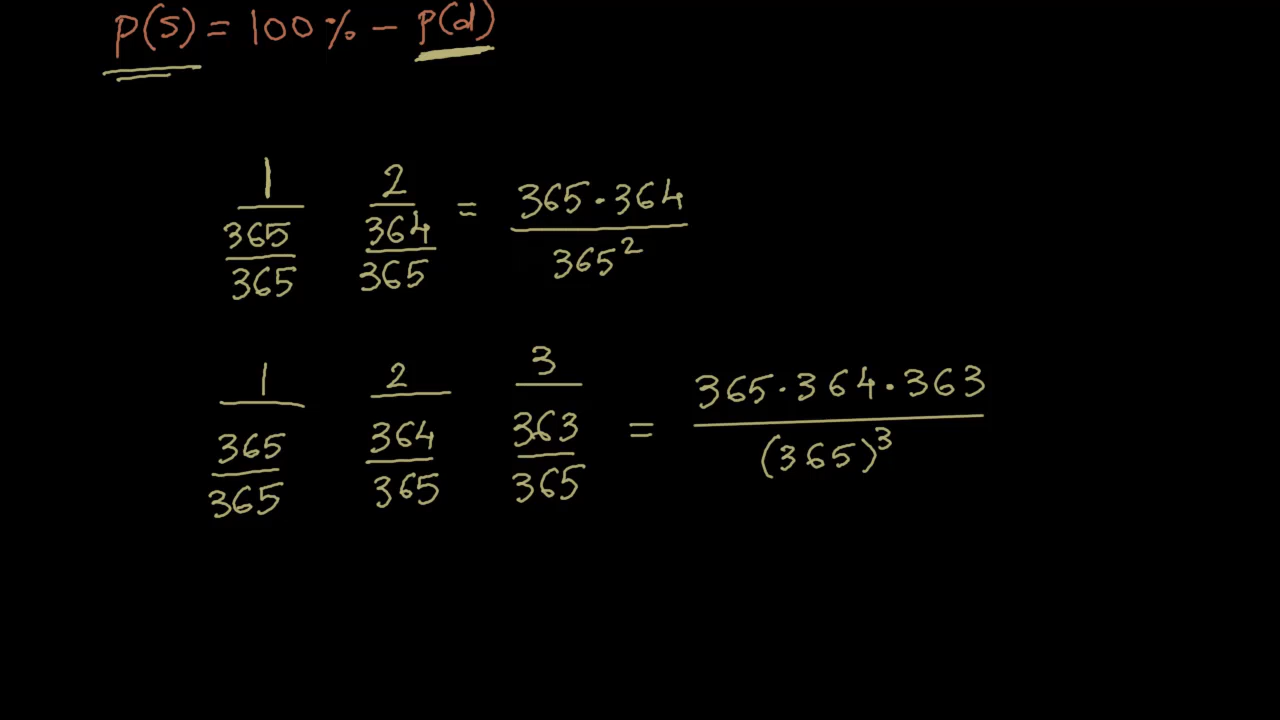 P(S) = 100% - P(d)
1 2
365 364 = 365 · 364
365 365 365²
1 2 3
365 364 363 = 365 · 364 · 363
365 365 365 (365)³